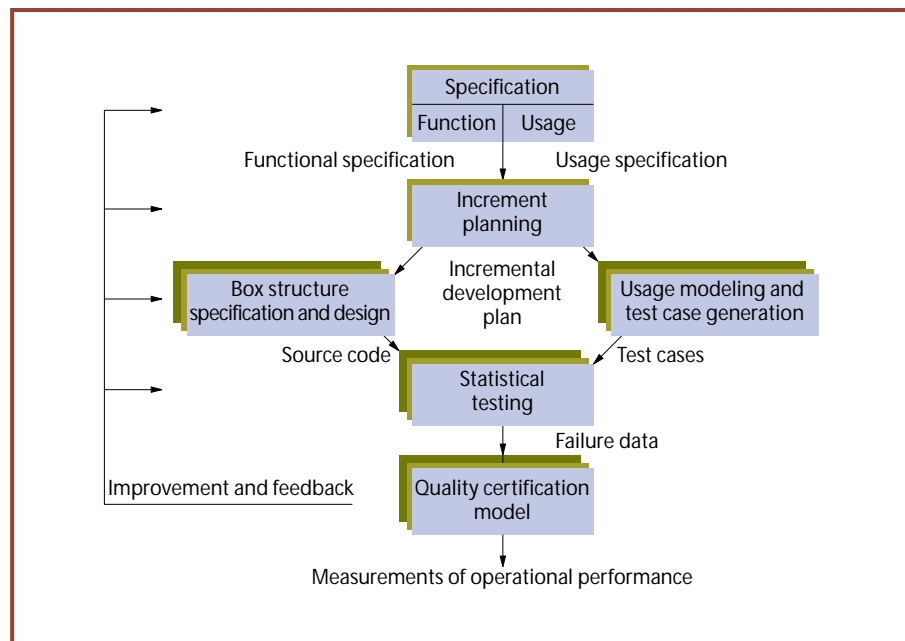 Specification
Function Usage
Functional specification Usage specification
Increment
planning
Incremental
development
plan
Box structure
specification and design
Usage modeling and
test case generation
Source code Test cases
Statistical
testing
Failure data
Improvement and feedback
Quality certification
model
Measurements of operational performance